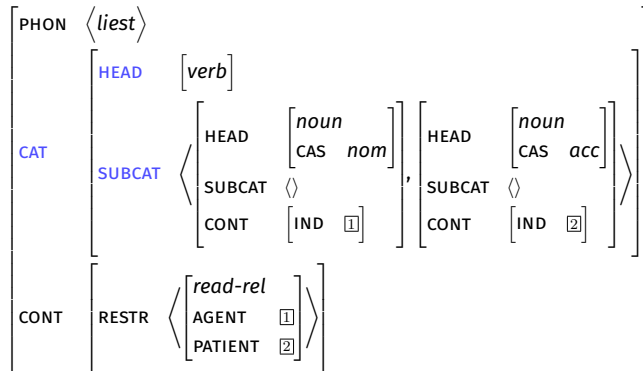 PHON ⟨liest⟩
HEAD [verb]
HEAD [noun CAS nom] HEAD [noun CAS acc]
CAT SUBCAT ⟨ SUBCAT ⟨⟩ , SUBCAT ⟨⟩ ⟩
CONT [IND 1] CONT [IND 2]
read-rel
CONT RESTR ⟨ AGENT 1 ⟩
PATIENT 2